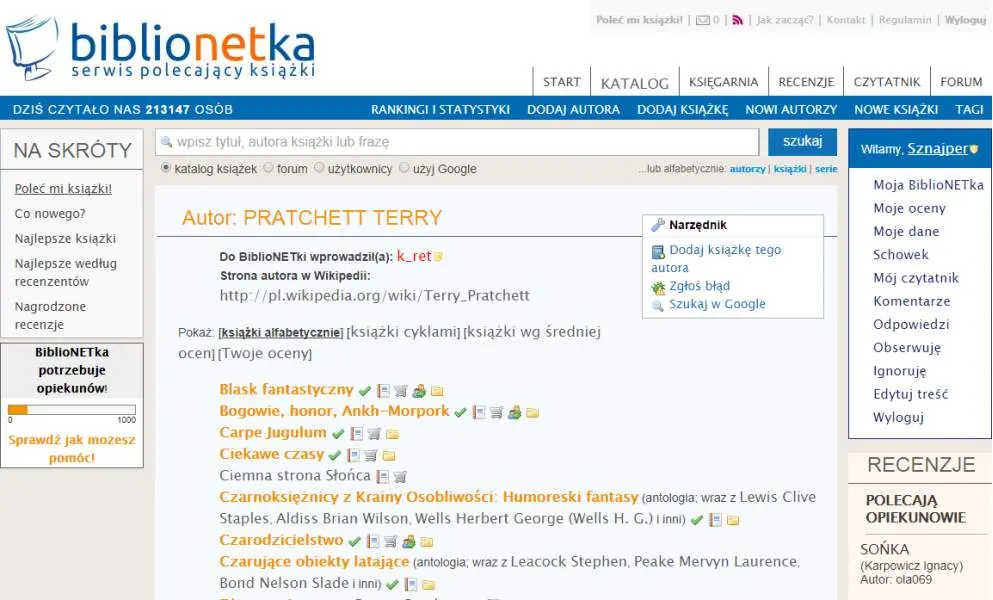 biblionetka
serwis polecający książki
Poleć mi książki! | 0 | | Jak zacząć? | Kontakt | Regulamin | Wyloguj
START KATALOG KSIĘGARNIA RECENZJE CZYTATNIK FORUM
DZIŚ CZYTAŁO NAS 213147 OSÓB RANKINGI I STATYSTYKI DODAJ AUTORA DODAJ KSIĄŻKĘ NOWI AUTORZY NOWE KSIĄŻKI TAGI
NA SKRÓTY
Poleć mi książki!
Co nowego?
Najlepsze książki
Najlepsze według
recenzentów
Nagrodzone
recenzje
BiblioNETka
potrzebuje
opiekunów!
0 1000
Sprawdź jak możesz
pomóc!
wpisz tytuł, autora książki lub frazę szukaj
katalog książek forum użytkownicy użyj Google ...lub alfabetycznie: autorzy | książki | serie
Autor: PRATCHETT TERRY
Do BiblioNETki wprowadził(a): k_ret
Strona autora w Wikipedii:
http://pl.wikipedia.org/wiki/Terry_Pratchett
Narzędnik
Dodaj książkę tego
autora
Zgłoś błąd
Szukaj w Google
Pokaż: [książki alfabetycznie] [książki cyklami] [książki wg średniej
ocen] [Twoje oceny]
Blask fantastyczny
Bogowie, honor, Ankh-Morpork
Carpe Jugulum
Ciekawe czasy
Ciemna strona Słońca
Czarnoksiężnicy z Krainy Osobliwości: Humoreski fantasy (antologia; wraz z Lewis Clive
Staples, Aldiss Brian Wilson, Wells Herbert George (Wells H. G.) i inni)
Czarodzicielstwo
Czarujące obiekty latające (antologia; wraz z Leacock Stephen, Peake Mervyn Laurence,
Bond Nelson Slade i inni)
Witamy, Sznajper
Moja BiblioNETka
Moje oceny
Moje dane
Schowek
Mój czytatnik
Komentarze
Odpowiedzi
Obserwuję
Ignoruję
Edytuj treść
Wyloguj
RECENZJE
POLECAJĄ
OPIEKUNOWIE
SOŃKA
(Karpowicz Ignacy)
Autor: ola069